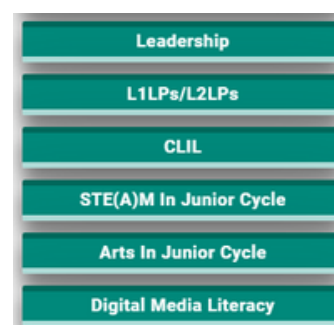 Leadership
L1LPs/L2LPs
CLIL
STE(A)M In Junior Cycle
Arts In Junior Cycle
Digital Media Literacy